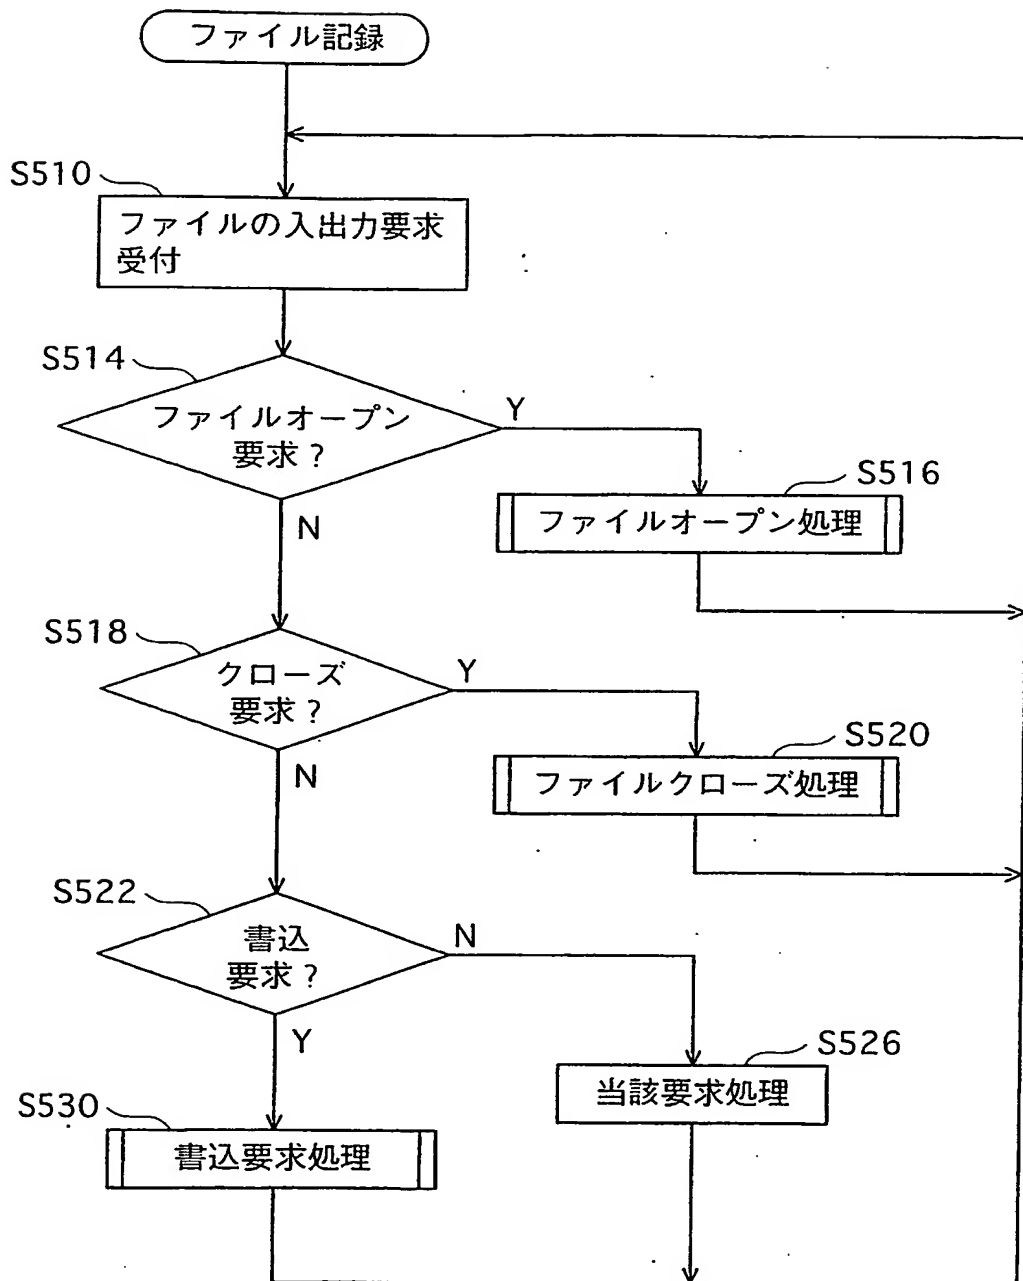 ファイル記録
S510
ファイルの入出力要求
受付
S514
ファイルオープン
要求?
Y
N
S516
ファイルオープン処理
S518
クローズ
要求?
Y
N
S520
ファイルクローズ処理
S522
書込
要求?
N
Y
S526
当該要求処理
S530
書込要求処理